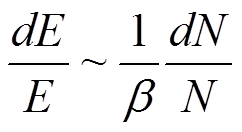 dE/E ~ 1/β dN/N